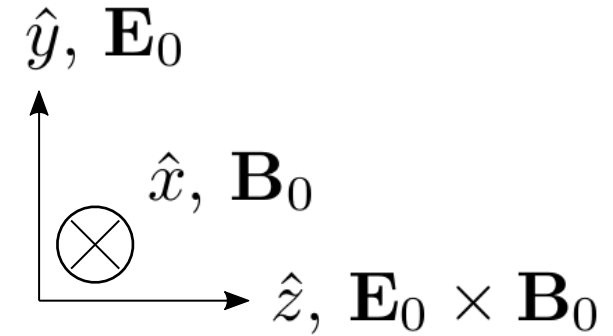 ŷ, 𝐄₀
x̂, 𝐁₀
ẑ, 𝐄₀ × 𝐁₀